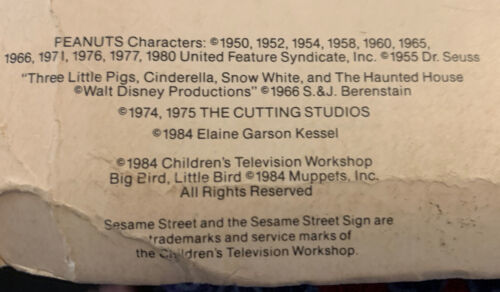 PEANUTS Characters: ©1950, 1952, 1954, 1958, 1960, 1965,
1966, 1971, 1976, 1977, 1980 United Feature Syndicate, Inc. ©1955 Dr. Seuss
"Three Little Pigs, Cinderella, Snow White, and The Haunted House
©Walt Disney Productions" ©1966 S.&J. Berenstain
©1974, 1975 THE CUTTING STUDIOS
©1984 Elaine Garson Kessel
©1984 Children's Television Workshop
Big Bird, Little Bird ©1984 Muppets, Inc.
All Rights Reserved
Sesame Street and the Sesame Street Sign are
trademarks and service marks of
the Children's Television Workshop.